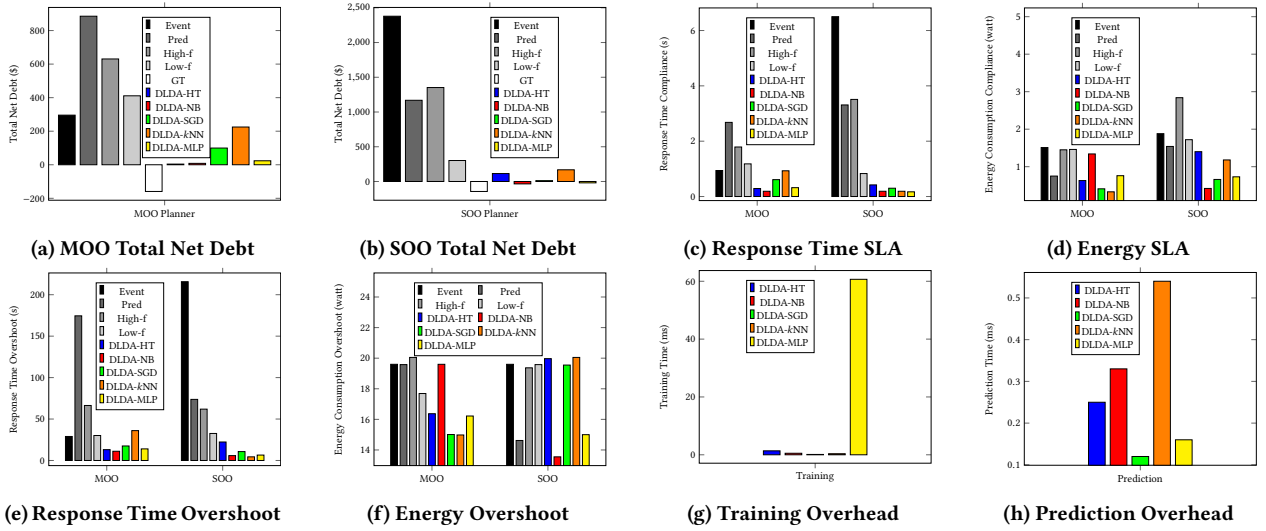 Total Net Debt ($)
800
600
400
200
0
−200
Event
Pred
High-f
Low-f
GT
DLDA-HT
DLDA-NB
DLDA-SGD
DLDA-kNN
DLDA-MLP
MOO Planner
(a) MOO Total Net Debt
Total Net Debt ($)
2,500
2,000
1,500
1,000
500
0
Event
Pred
High-f
Low-f
GT
DLDA-HT
DLDA-NB
DLDA-SGD
DLDA-kNN
DLDA-MLP
SOO Planner
(b) SOO Total Net Debt
Response Time Compliance (s)
6
4
2
0
Event
Pred
High-f
Low-f
DLDA-HT
DLDA-NB
DLDA-SGD
DLDA-kNN
DLDA-MLP
MOO SOO
(c) Response Time SLA
Energy Consumption Compliance (watt)
5
4
3
2
1
Event
Pred
High-f
Low-f
DLDA-HT
DLDA-NB
DLDA-SGD
DLDA-kNN
DLDA-MLP
MOO SOO
(d) Energy SLA
Response Time Overshoot (s)
200
150
100
50
0
Event
Pred
High-f
Low-f
DLDA-HT
DLDA-NB
DLDA-SGD
DLDA-kNN
DLDA-MLP
MOO SOO
(e) Response Time Overshoot
Energy Consumption Overshoot (watt)
24
22
20
18
16
14
Event Pred
High-f Low-f
DLDA-HT DLDA-NB
DLDA-SGD DLDA-kNN
DLDA-MLP
MOO SOO
(f) Energy Overshoot
Training Time (ms)
60
40
20
0
DLDA-HT
DLDA-NB
DLDA-SGD
DLDA-kNN
DLDA-MLP
Training
(g) Training Overhead
Prediction Time (ms)
0.5
0.4
0.3
0.2
0.1
DLDA-HT
DLDA-NB
DLDA-SGD
DLDA-kNN
DLDA-MLP
Prediction
(h) Prediction Overhead